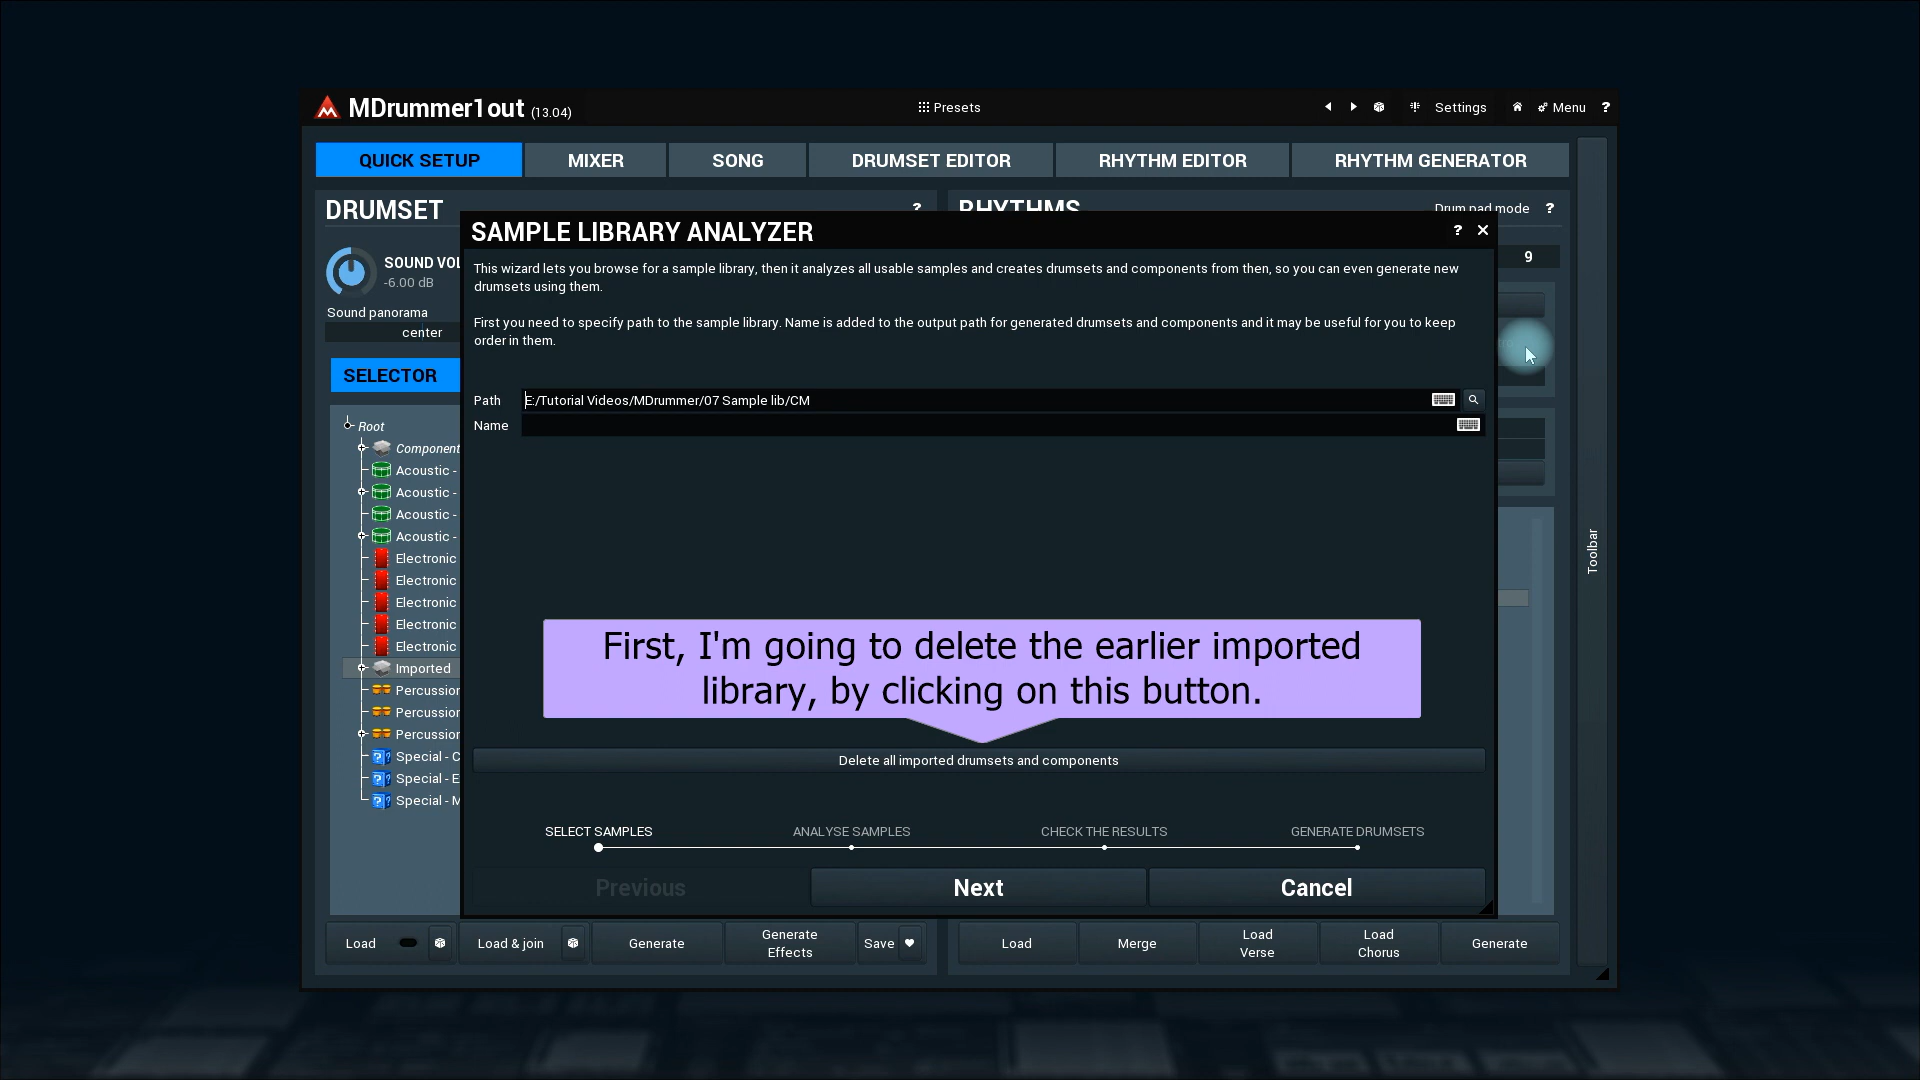 MDrummer1out (13.04)
Presets
Settings
Menu ?
QUICK SETUP
MIXER
SONG
DRUMSET EDITOR
RHYTHM EDITOR
RHYTHM GENERATOR
DRUMSET
?
RHYTHMS
Drum pad mode ?
SAMPLE LIBRARY ANALYZER
?
SOUND VOL
-6.00 dB
Sound panorama
center
9
SELECTOR
This wizard lets you browse for a sample library, then it analyzes all usable samples and creates drumsets and components from then, so you can even generate new
drumsets using them.
First you need to specify path to the sample library. Name is added to the output path for generated drumsets and components and it may be useful for you to keep
order in them.
Path E:/Tutorial Videos/MDrummer/07 Sample lib/CM
Name
Root
Component
Acoustic -
Acoustic -
Acoustic -
Acoustic -
Electronic
Electronic
Electronic
Electronic
Electronic
Imported
Percussion
Percussion
Percussion
Special - C
Special - E
Special - M
Toolbar
First, I'm going to delete the earlier imported
library, by clicking on this button.
Delete all imported drumsets and components
SELECT SAMPLES
ANALYSE SAMPLES
CHECK THE RESULTS
GENERATE DRUMSETS
Previous
Next
Cancel
Load
Load & join
Generate
Generate
Effects
Save
Load
Merge
Load
Verse
Load
Chorus
Generate